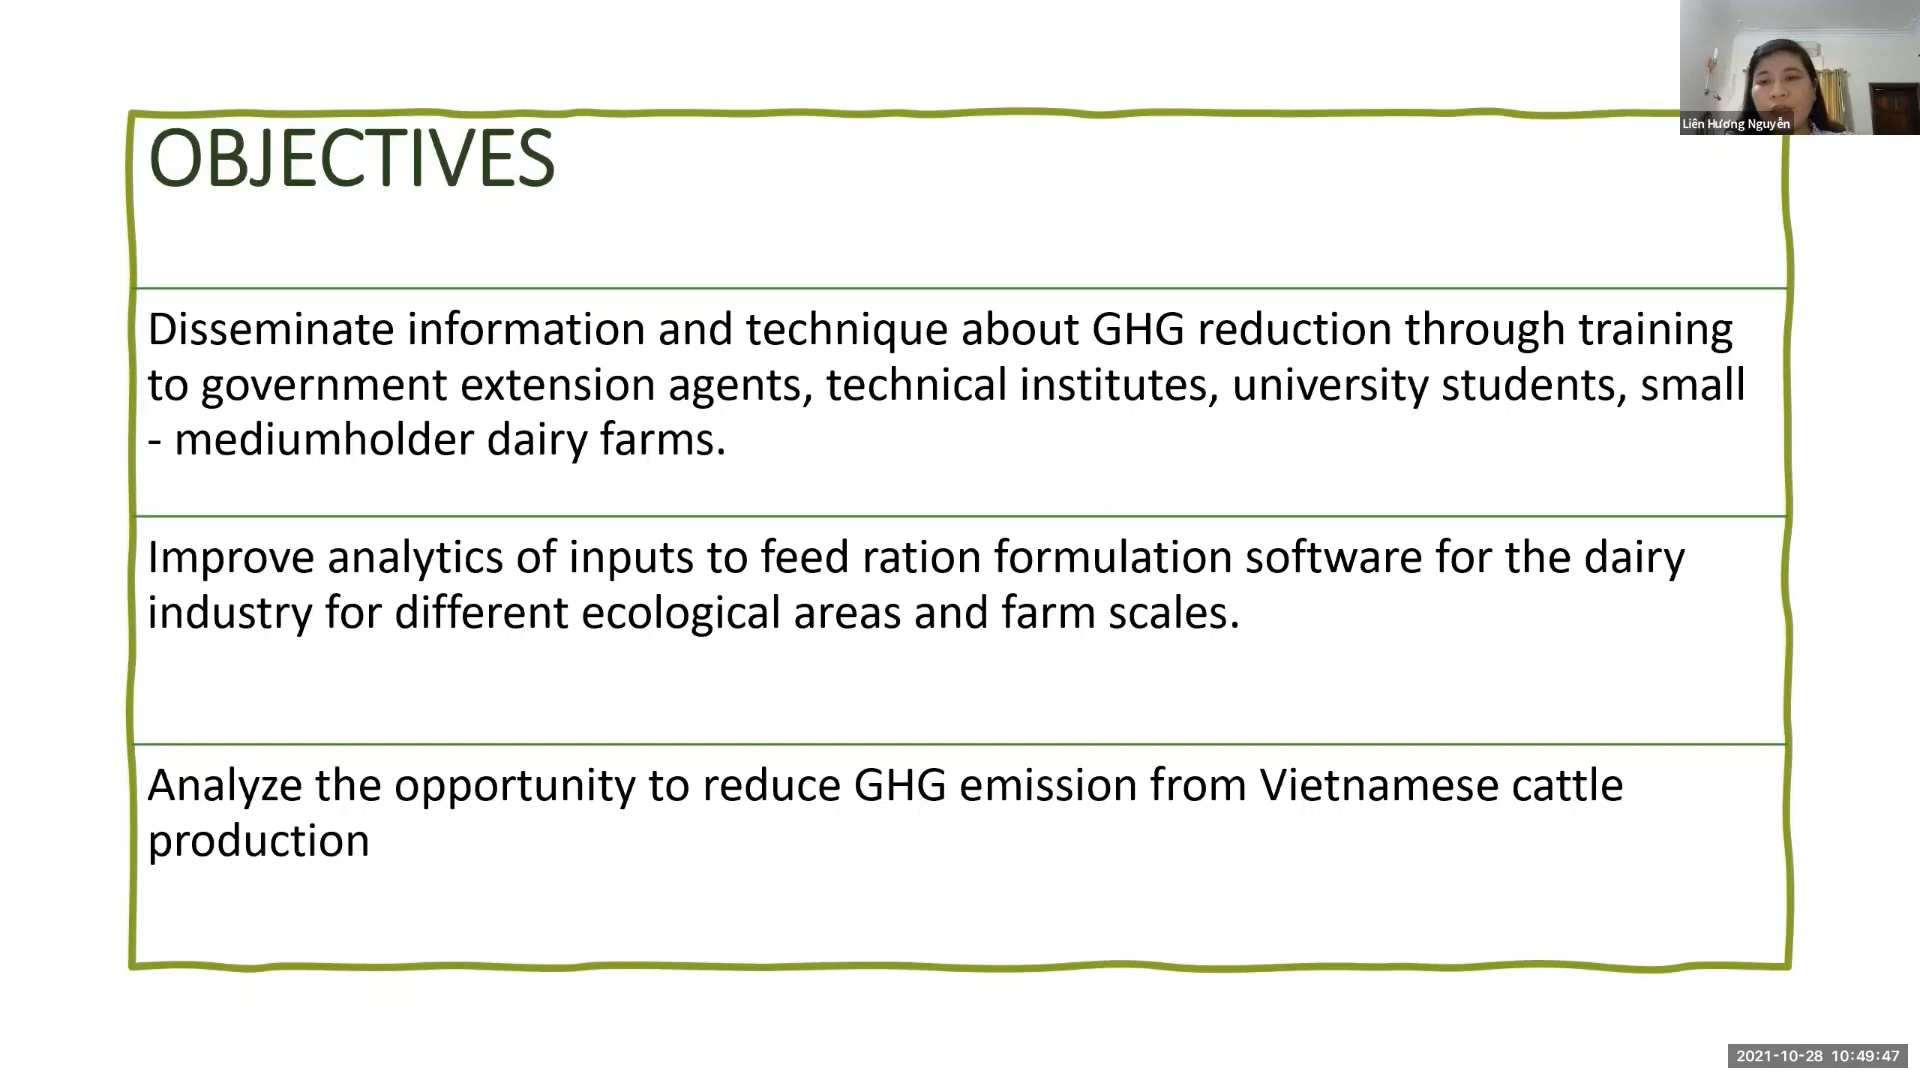 Liên Hương Nguyễn
OBJECTIVES
Disseminate information and technique about GHG reduction through training
to government extension agents, technical institutes, university students, small
- mediumholder dairy farms.
Improve analytics of inputs to feed ration formulation software for the dairy
industry for different ecological areas and farm scales.
Analyze the opportunity to reduce GHG emission from Vietnamese cattle
production
2021-10-28 10:49:47